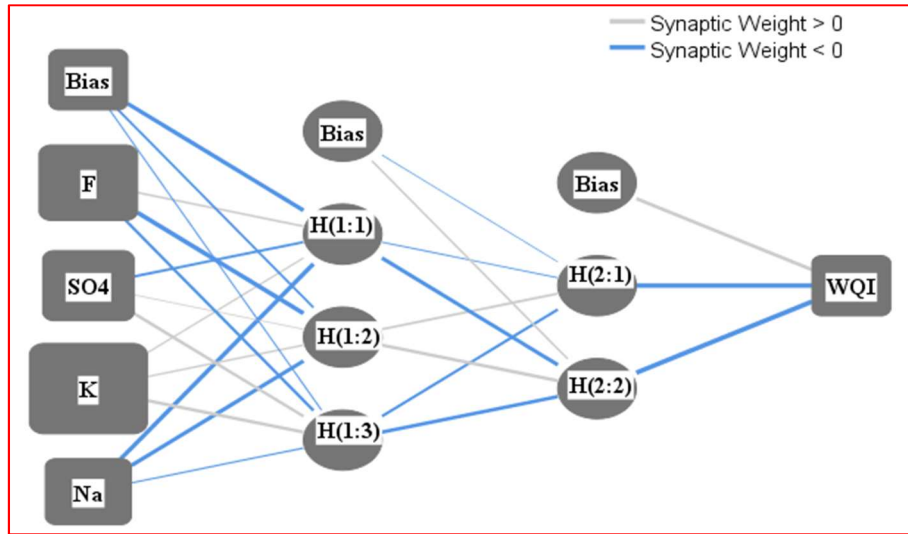 Synaptic Weight > 0
Synaptic Weight < 0
Bias
F
SO4
K
Na
Bias
H(1:1)
H(1:2)
H(1:3)
Bias
H(2:1)
H(2:2)
WQI